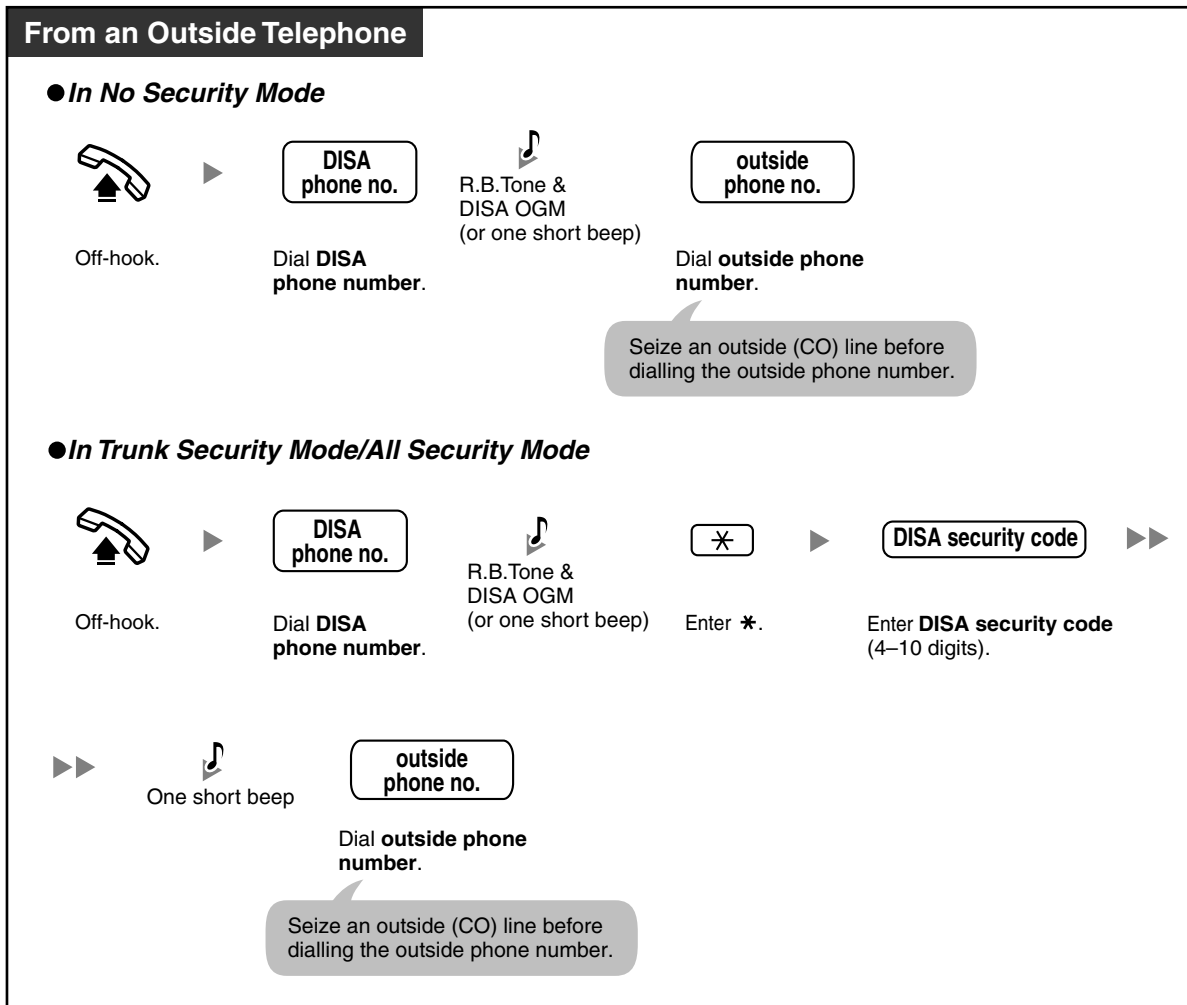 From an Outside Telephone
●In No Security Mode
DISA
phone no.
R.B.Tone &
DISA OGM
(or one short beep)
outside
phone no.
Off-hook.
Dial DISA
phone number.
Dial outside phone
number.
Seize an outside (CO) line before
dialling the outside phone number.
●In Trunk Security Mode/All Security Mode
DISA
phone no.
R.B.Tone &
DISA OGM
(or one short beep)
*
DISA security code
Off-hook.
Dial DISA
phone number.
Enter *.
Enter DISA security code
(4–10 digits).
One short beep
outside
phone no.
Dial outside phone
number.
Seize an outside (CO) line before
dialling the outside phone number.